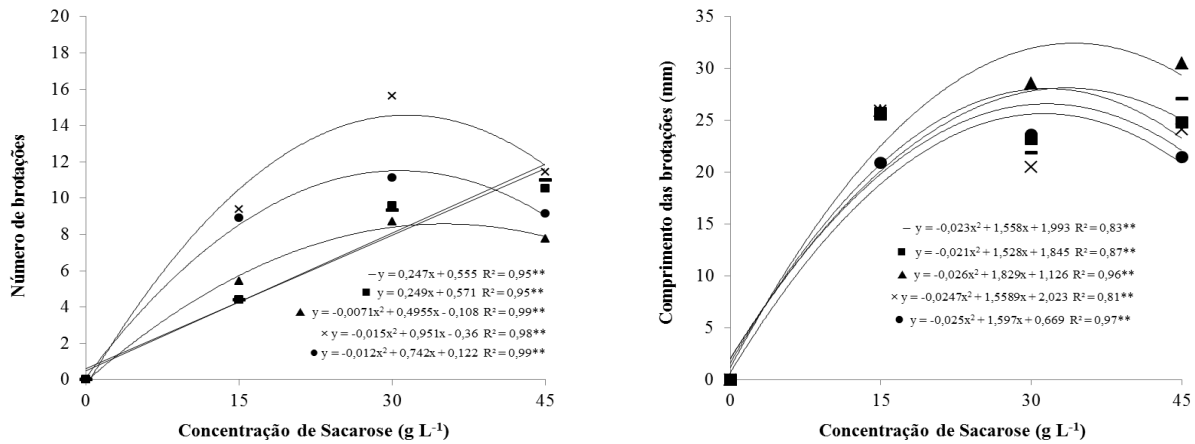 Número de brotações
20
18
16
14
12
10
8
6
4
2
0
y = 0,247x + 0,555 R² = 0,95**
y = 0,249x + 0,571 R² = 0,95**
y = -0,0071x² + 0,4955x - 0,108 R² = 0,99**
y = -0,015x² + 0,951x - 0,36 R² = 0,98**
y = -0,012x² + 0,742x + 0,122 R² = 0,99**
0 15 30 45
Concentração de Sacarose (g L⁻¹)
Comprimento das brotações (mm)
35
30
25
20
15
10
5
0
y = -0,023x² + 1,558x + 1,993 R² = 0,83**
y = -0,021x² + 1,528x + 1,845 R² = 0,87**
y = -0,026x² + 1,829x + 1,126 R² = 0,96**
y = -0,0247x² + 1,5589x + 2,023 R² = 0,81**
y = -0,025x² + 1,597x + 0,669 R² = 0,97**
0 15 30 45
Concentração de Sacarose (g L⁻¹)